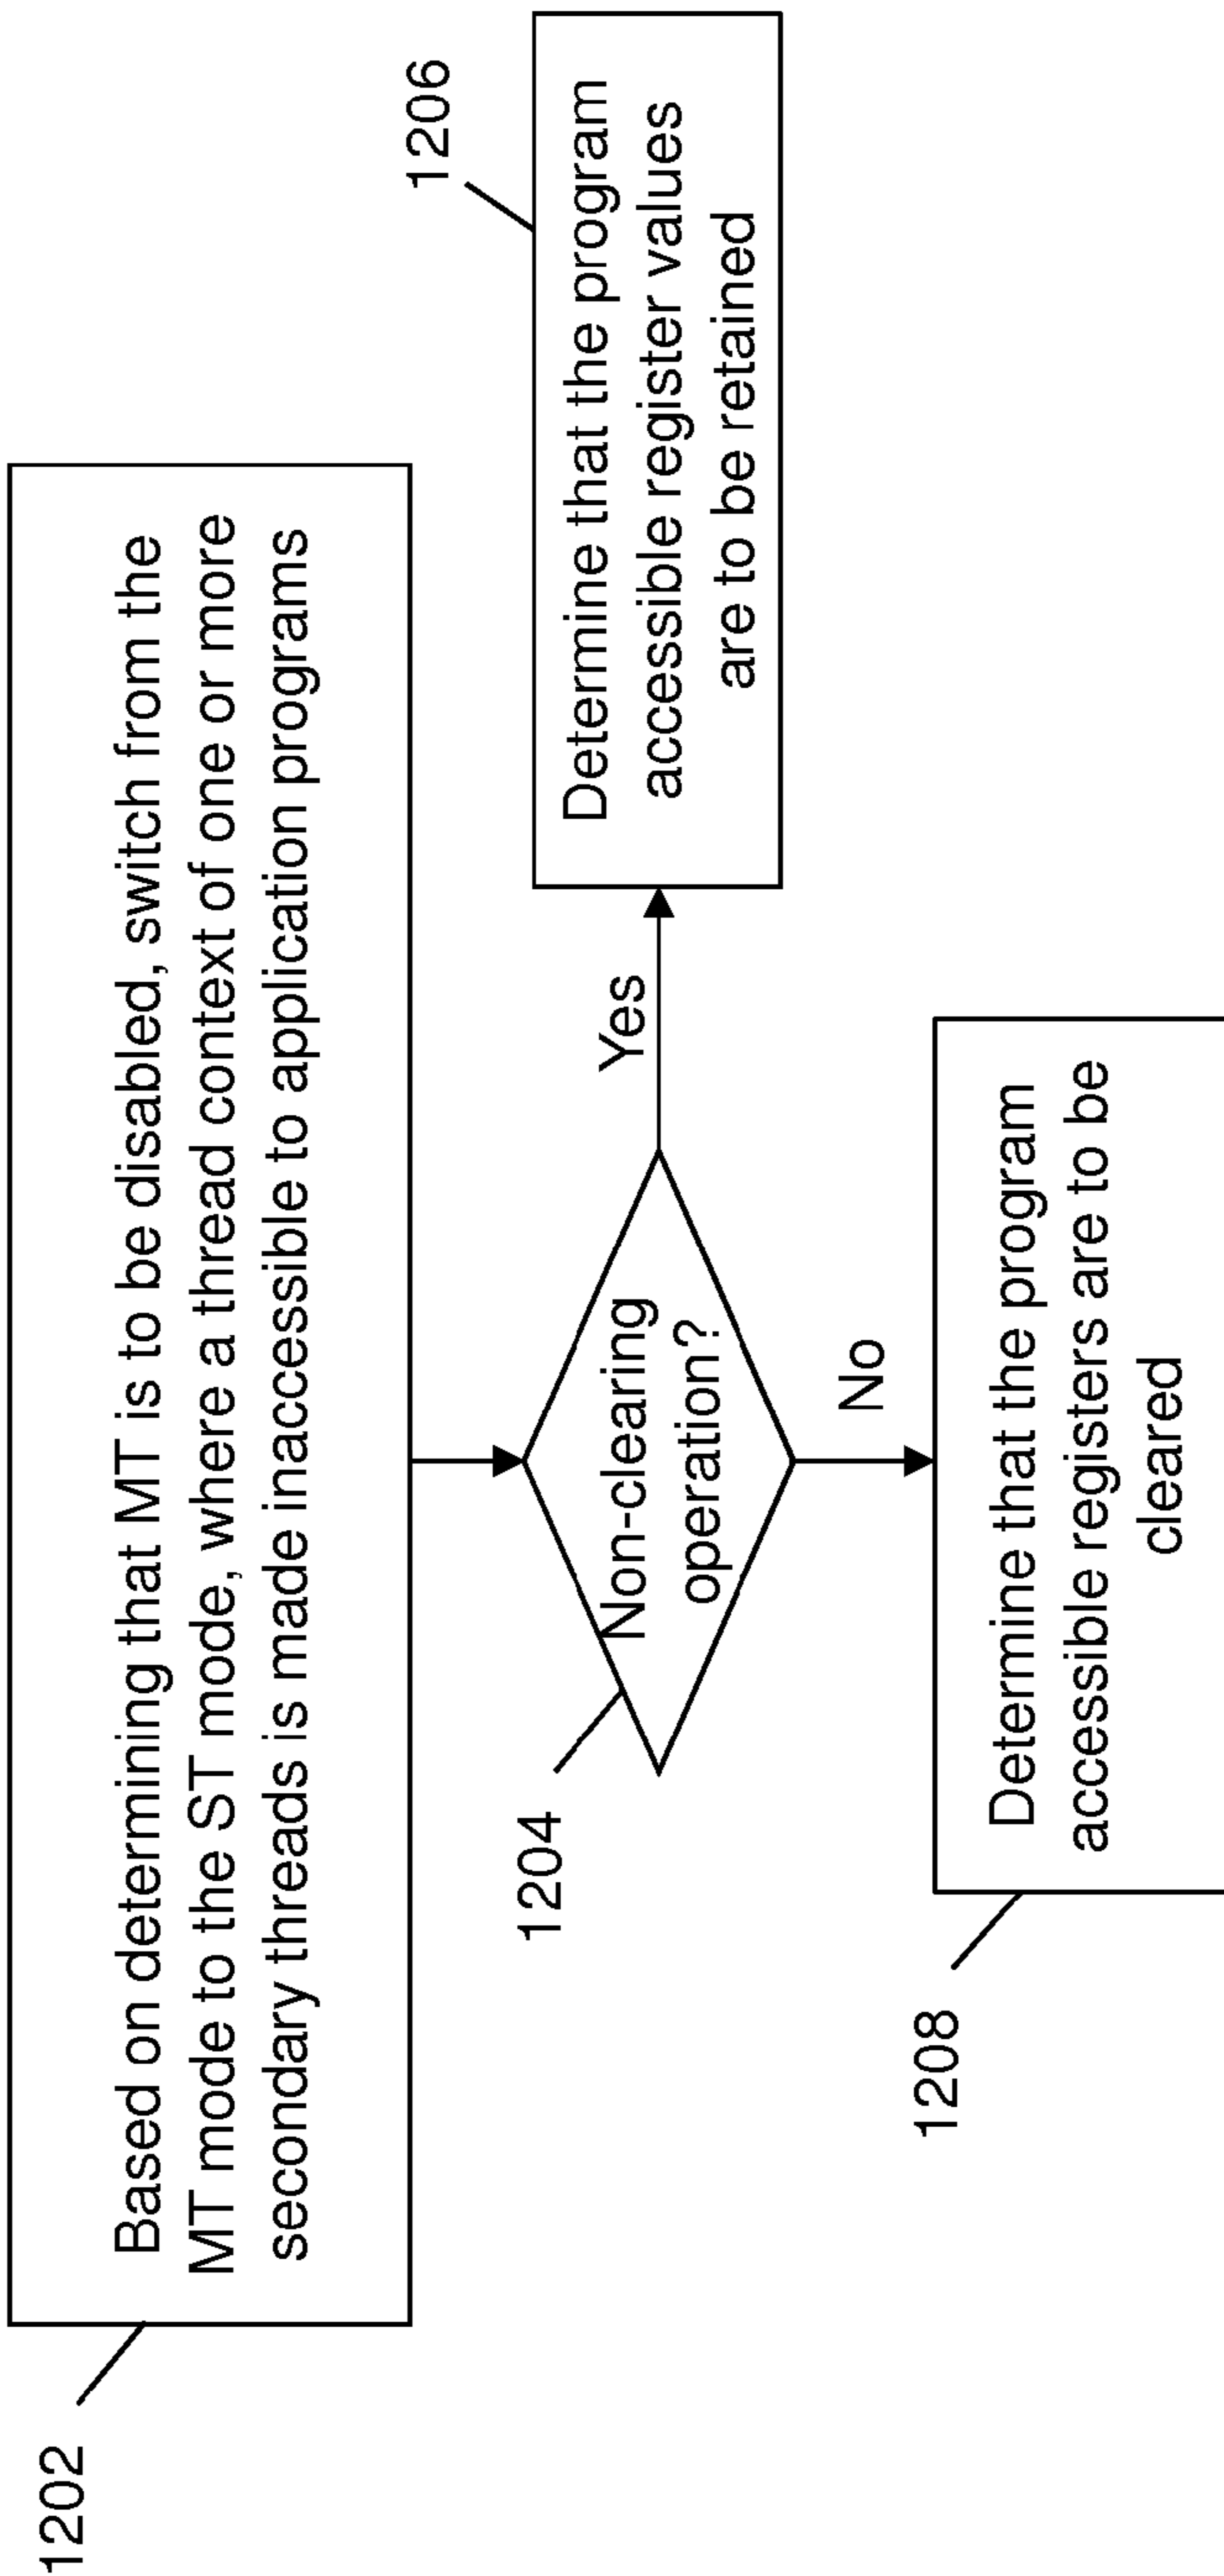 1202
Based on determining that MT is to be disabled, switch from the
MT mode to the ST mode, where a thread context of one or more
secondary threads is made inaccessible to application programs
1204
Non-clearing
operation?
Yes
1206
Determine that the program
accessible register values
are to be retained
No
1208
Determine that the program
accessible registers are to be
cleared